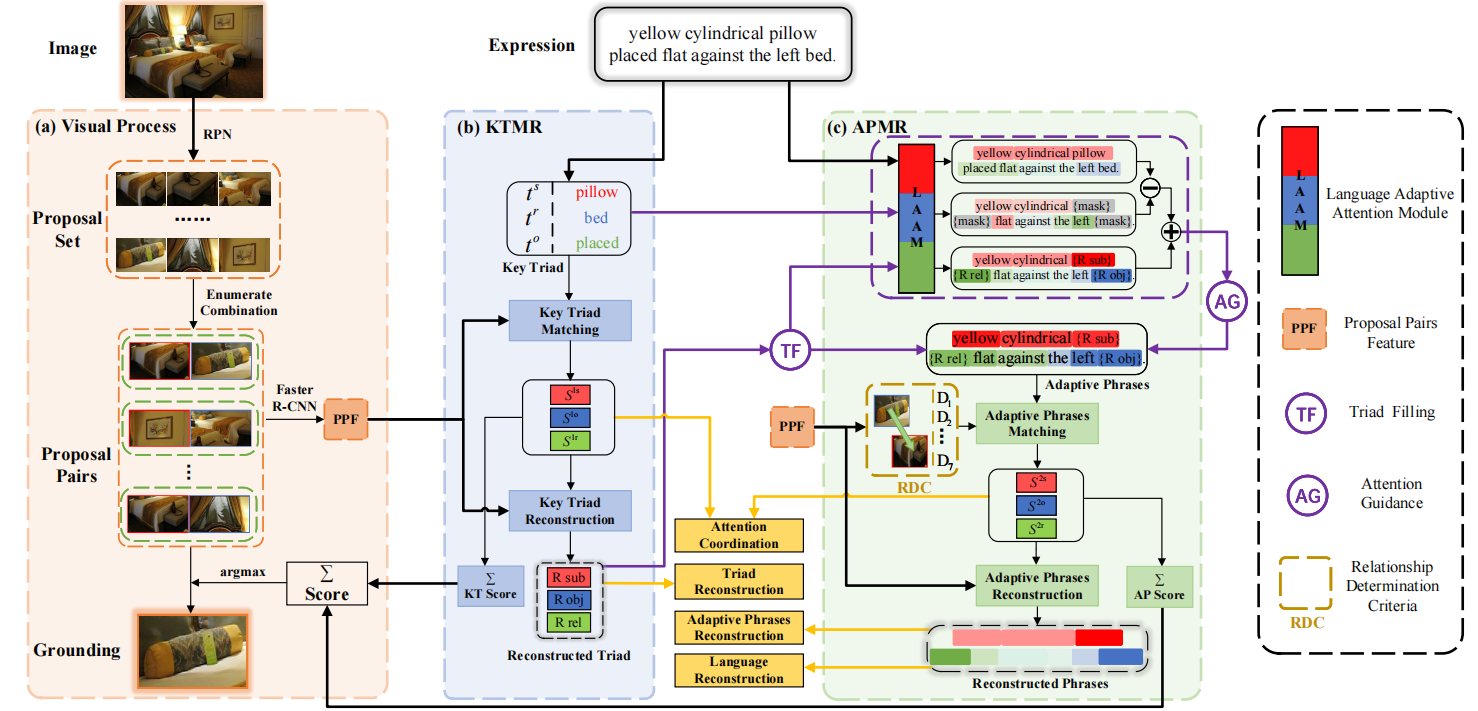 Image
Expression
yellow cylindrical pillow
placed flat against the left bed.
(a) Visual Process
RPN
Proposal
Set
......
Enumerate
Combination
Proposal
Pairs
Faster
R-CNN
PPF
argmax
∑
Score
Grounding
(b) KTMR
t^s pillow
t^r bed
t^o placed
Key Triad
Key Triad
Matching
S^{1s}
S^{1o}
S^{1r}
Key Triad
Reconstruction
∑
KT Score
R sub
R obj
R rel
Reconstructed Triad
TF
Attention
Coordination
Triad
Reconstruction
Adaptive Phrases
Reconstruction
Language
Reconstruction
(c) APMR
L
A
A
M
yellow cylindrical pillow
placed flat against the left bed.
yellow cylindrical {mask}
{mask} flat against the left {mask}.
yellow cylindrical {R sub}
{R rel} flat against the left {R obj}.
AG
yellow cylindrical {R sub}
{R rel} flat against the left {R obj}.
Adaptive Phrases
PPF
D_1
D_2
D_7
RDC
Adaptive Phrases
Matching
S^{2s}
S^{2o}
S^{2r}
Adaptive Phrases
Reconstruction
∑
AP Score
Reconstructed Phrases
L
A
A
M
Language Adaptive
Attention Module
PPF
Proposal Pairs
Feature
TF
Triad Filling
AG
Attention
Guidance
RDC
Relationship
Determination
Criteria